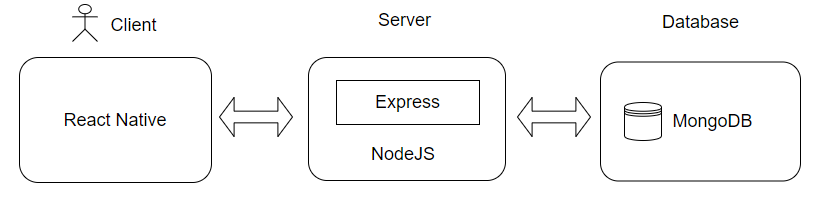 Client
Server
Database
React Native
Express
NodeJS
MongoDB